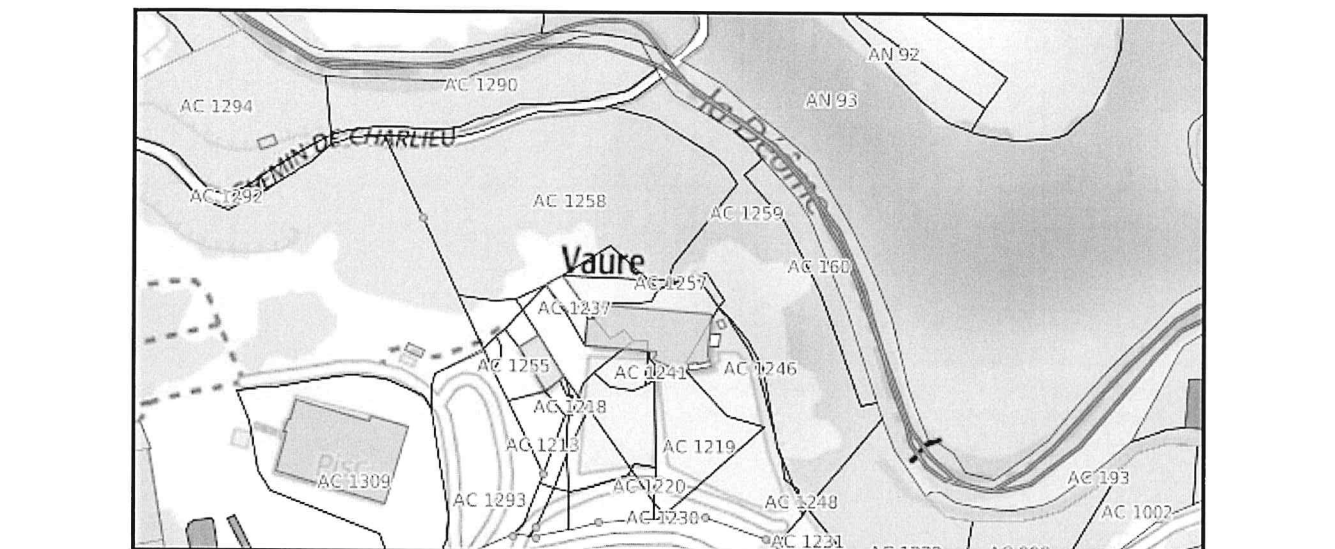 AN 92
AC 1290
AN 93
AC 1294
la Déôme
CHEMIN DE CHARLIEU
AC 1292
AC 1258
AC 1259
Vaure
AC 160
AC 1257
AC 1237
AC 1255
AC 1241
AC 1246
AC 1218
AC 1213
AC 1219
AC 1309
AC 1220
AC 193
AC 1293
AC 1248
AC 1002
AC 1230
AC 1231